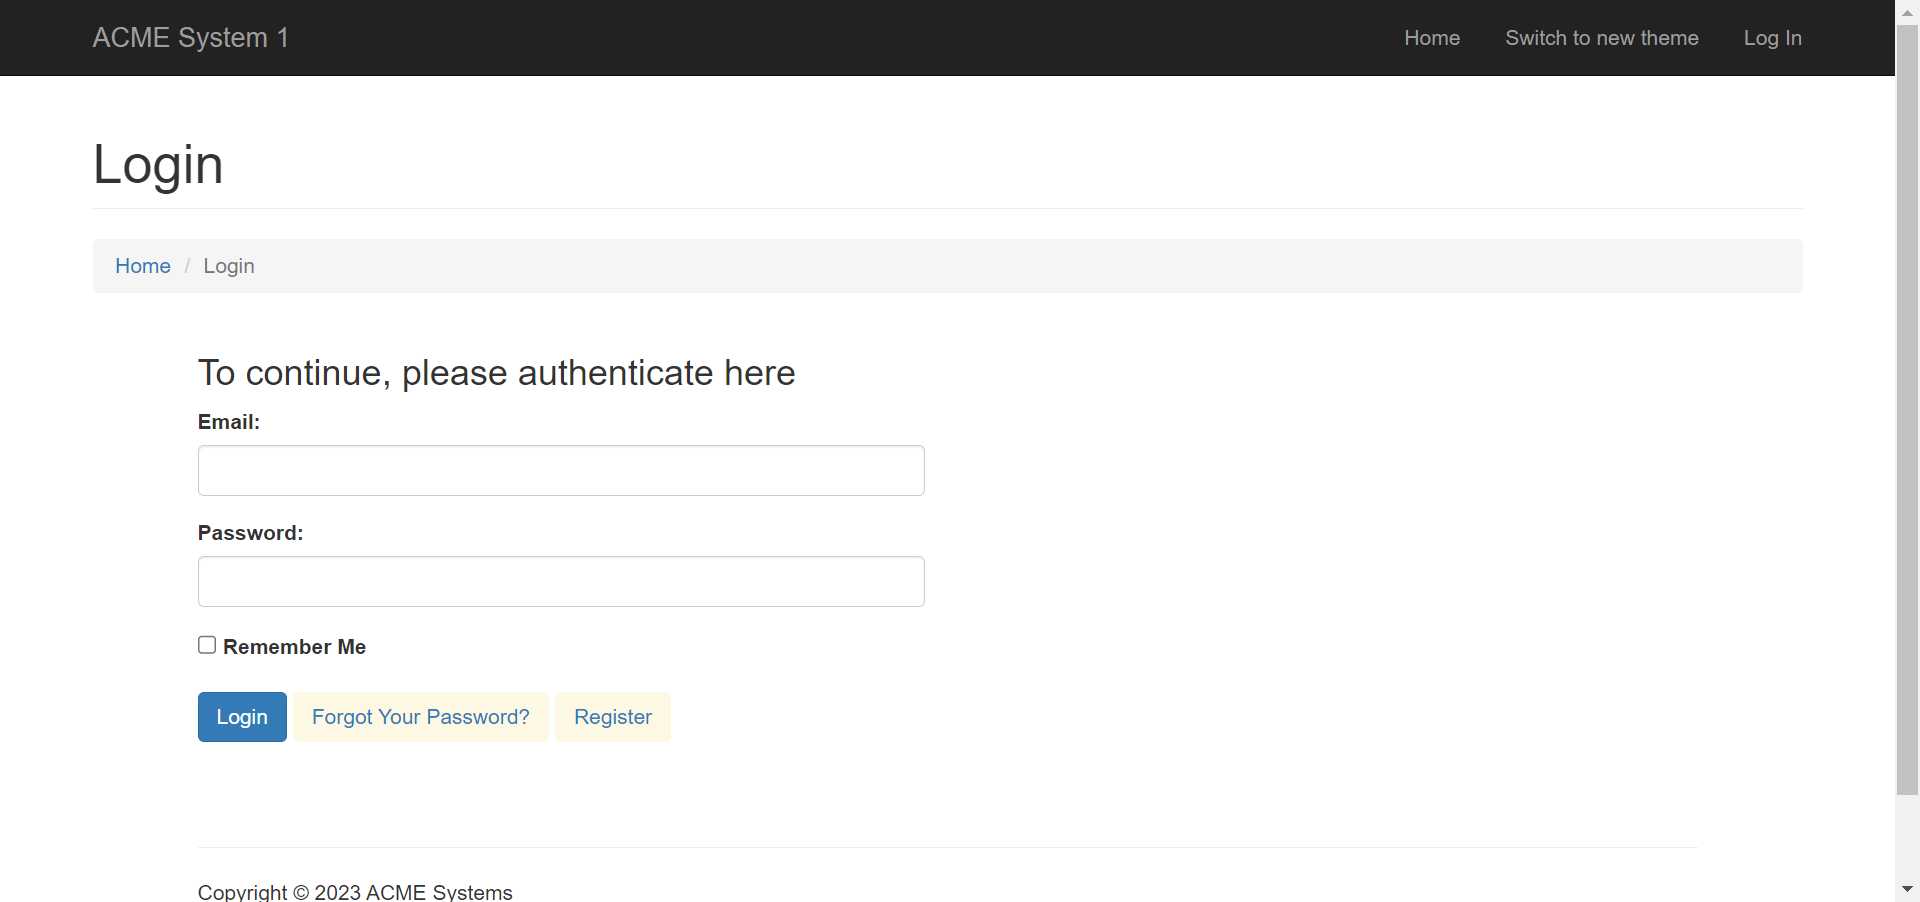 ACME System 1 Home Switch to new theme Log In
Login
Home / Login
To continue, please authenticate here
Email:
Password:
Remember Me
Login Forgot Your Password? Register
Copyright © 2023 ACME Systems